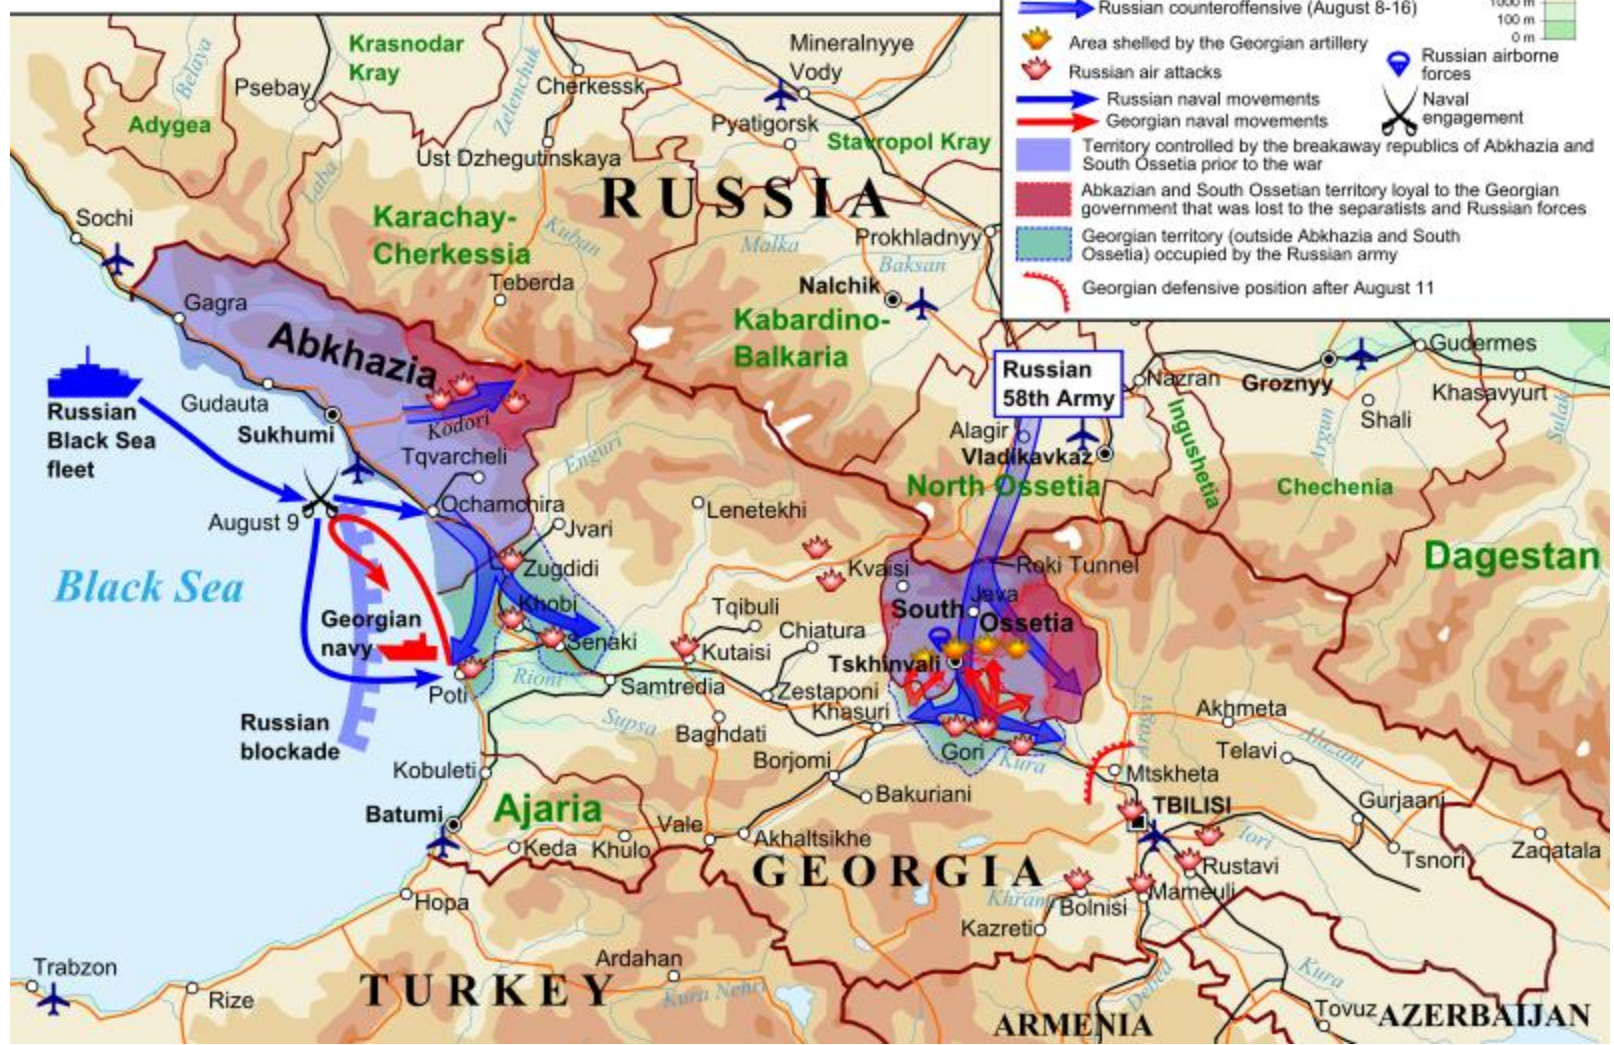 Russian counteroffensive (August 8-16)
1000 m
100 m
0 m
Area shelled by the Georgian artillery
Russian air attacks
Russian airborne
forces
Russian naval movements
Georgian naval movements
Naval
engagement
Territory controlled by the breakaway republics of Abkhazia and
South Ossetia prior to the war
Abkazian and South Ossetian territory loyal to the Georgian
government that was lost to the separatists and Russian forces
Georgian territory (outside Abkhazia and South
Ossetia) occupied by the Russian army
Georgian defensive position after August 11
Belaya
Krasnodar
Kray
Psebay
Zelenchuk
Cherkessk
Mineralnyye
Vody
Adygea
Pyatigorsk
Stavropol Kray
Ust Dzhegutinskaya
Laba
RUSSIA
Sochi
Karachay-
Cherkessia
Kuban
Malka
Prokhladnyy
Baksan
Teberda
Nalchik
Gagra
Kabardino-
Balkaria
Abkhazia
Russian
58th Army
Nazran
Groznyy
Gudermes
Khasavyurt
Shali
Argun
Sulak
Russian
Black Sea
fleet
Gudauta
Sukhumi
Kodori
Tqvarcheli
Enguri
Alagir
Vladikavkaz
Ingushetia
North Ossetia
Chechenia
August 9
Ochamchira
Jvari
Lenetekhi
Dagestan
Black Sea
Zugdidi
Kvaisi
Roki Tunnel
Java
South
Ossetia
Khobi
Georgian
navy
Senaki
Tqibuli
Chiatura
Kutaisi
Tskhinvali
Poti
Rioni
Samtredia
Zestaponi
Khasuri
Supsa
Baghdati
Russian
blockade
Gori
Kura
Aragvi
Akhmeta
Telavi
Alazani
Kobuleti
Borjomi
Bakuriani
Mtskheta
TBILISI
Gurjaani
Batumi
Ajaria
Keda
Khulo
Vale
Akhaltsikhe
Iori
Rustavi
Tsnori
Zaqatala
GEORGIA
Hopa
Khrami
Bolnisi
Mameuli
Kazreti
Trabzon
Rize
TURKEY
Ardahan
Kura Nehri
Debed
Kura
Tovuz
ARMENIA
AZERBAIJAN